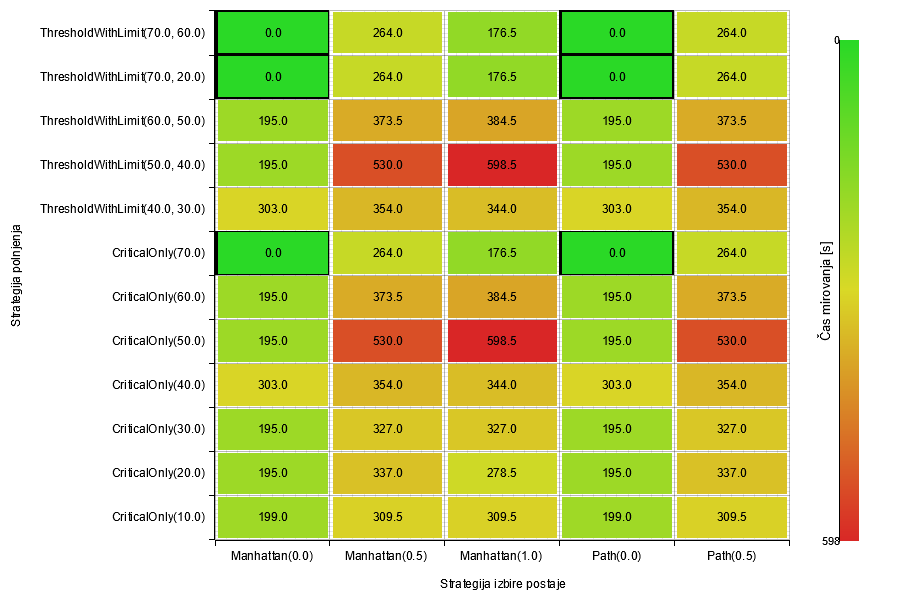 ThresholdWithLimit(70.0, 60.0) 0.0 264.0 176.5 0.0 264.0
ThresholdWithLimit(70.0, 20.0) 0.0 264.0 176.5 0.0 264.0
ThresholdWithLimit(60.0, 50.0) 195.0 373.5 384.5 195.0 373.5
ThresholdWithLimit(50.0, 40.0) 195.0 530.0 598.5 195.0 530.0
ThresholdWithLimit(40.0, 30.0) 303.0 354.0 344.0 303.0 354.0
CriticalOnly(70.0) 0.0 264.0 176.5 0.0 264.0
CriticalOnly(60.0) 195.0 373.5 384.5 195.0 373.5
CriticalOnly(50.0) 195.0 530.0 598.5 195.0 530.0
CriticalOnly(40.0) 303.0 354.0 344.0 303.0 354.0
CriticalOnly(30.0) 195.0 327.0 327.0 195.0 327.0
CriticalOnly(20.0) 195.0 337.0 278.5 195.0 337.0
CriticalOnly(10.0) 199.0 309.5 309.5 199.0 309.5
Manhattan(0.0) Manhattan(0.5) Manhattan(1.0) Path(0.0) Path(0.5)
Strategija izbire postaje
Strategija polnjenja
0
Čas mirovanja [s]
598